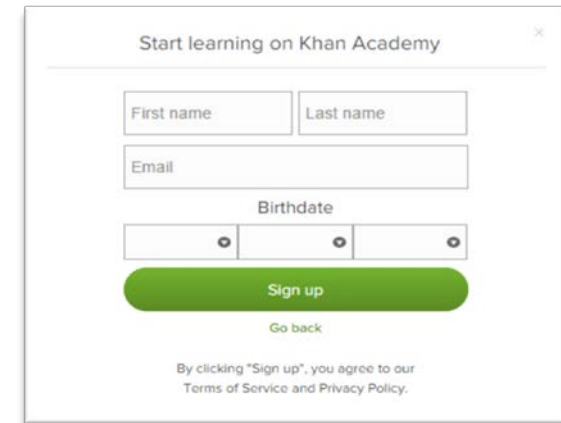 Start learning on Khan Academy
First name Last name
Email
Birthdate
Sign up
Go back
By clicking "Sign up", you agree to our
Terms of Service and Privacy Policy.